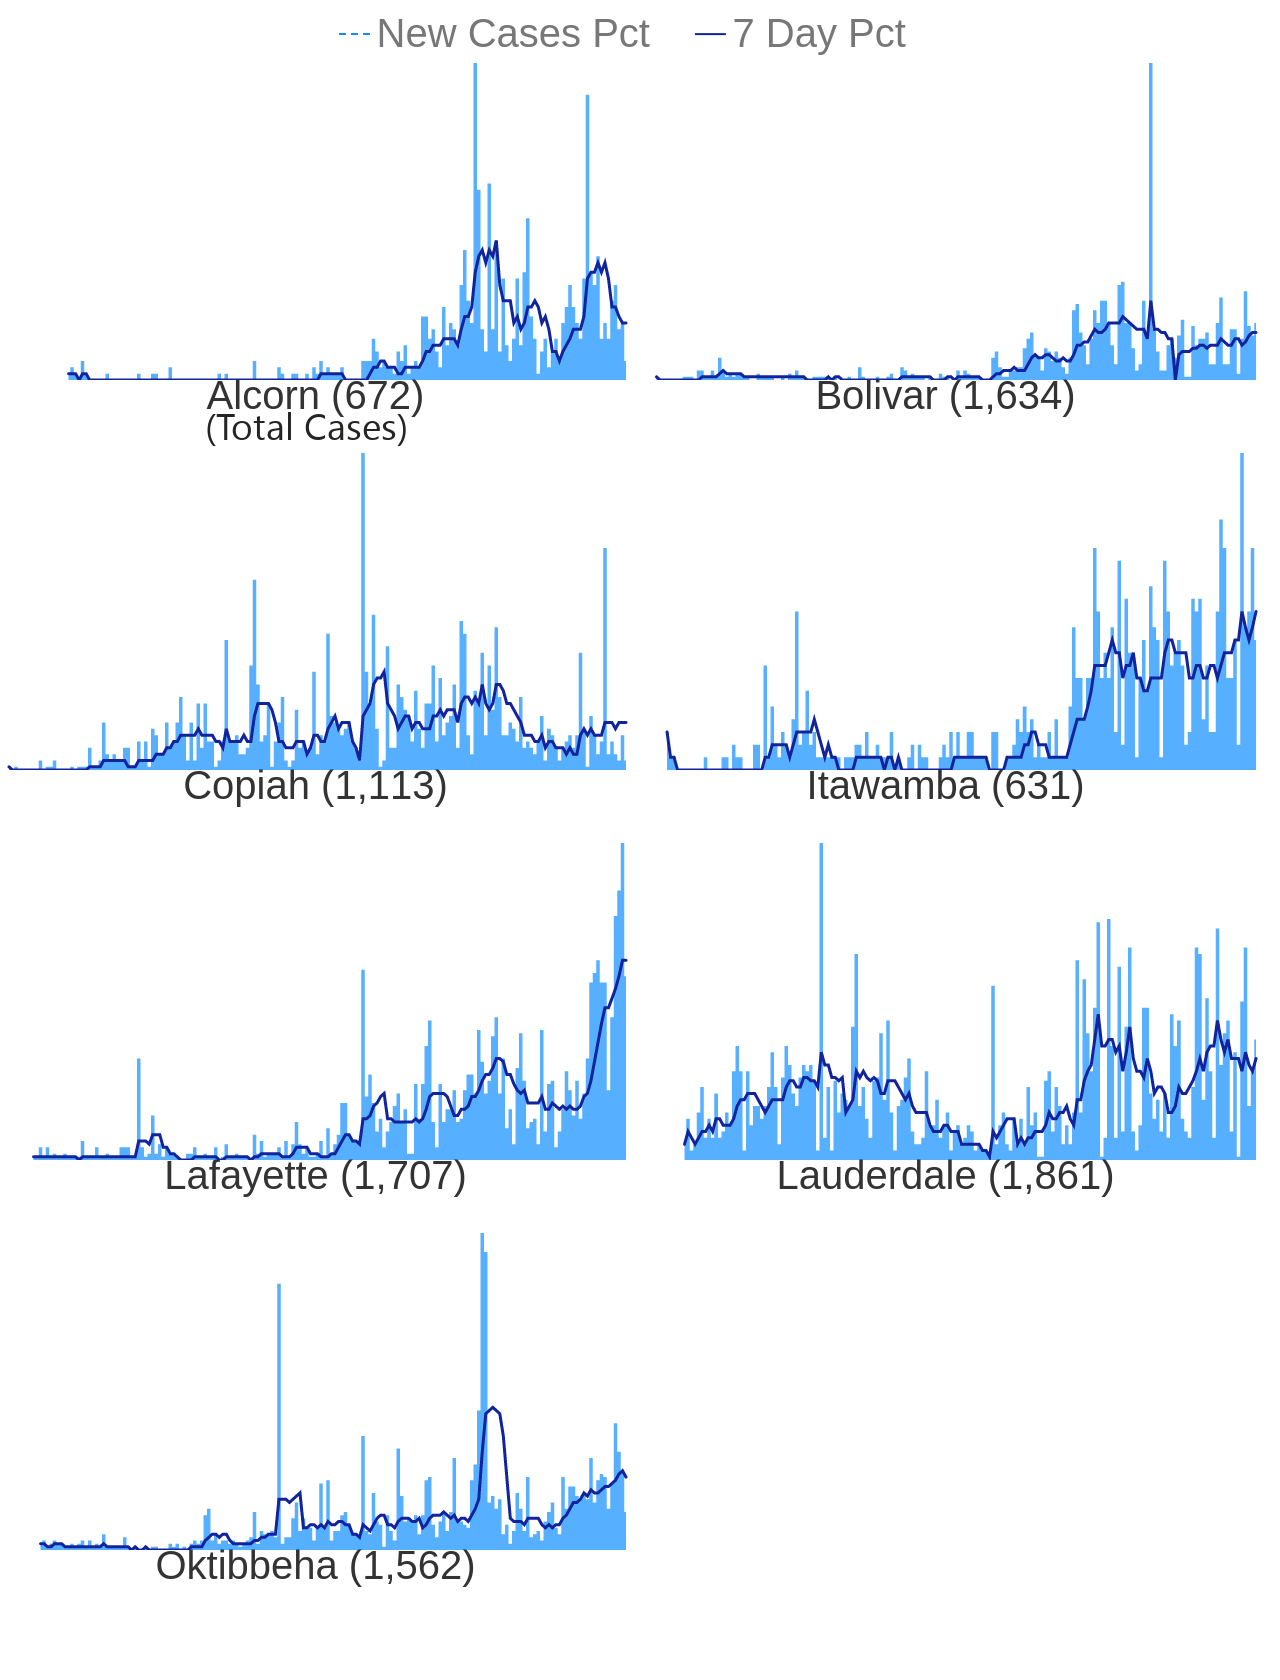 New Cases Pct 7 Day Pct
Alcorn (672) Bolivar (1,634)
(Total Cases)
Copiah (1,113) Itawamba (631)
Lafayette (1,707) Lauderdale (1,861)
Oktibbeha (1,562)